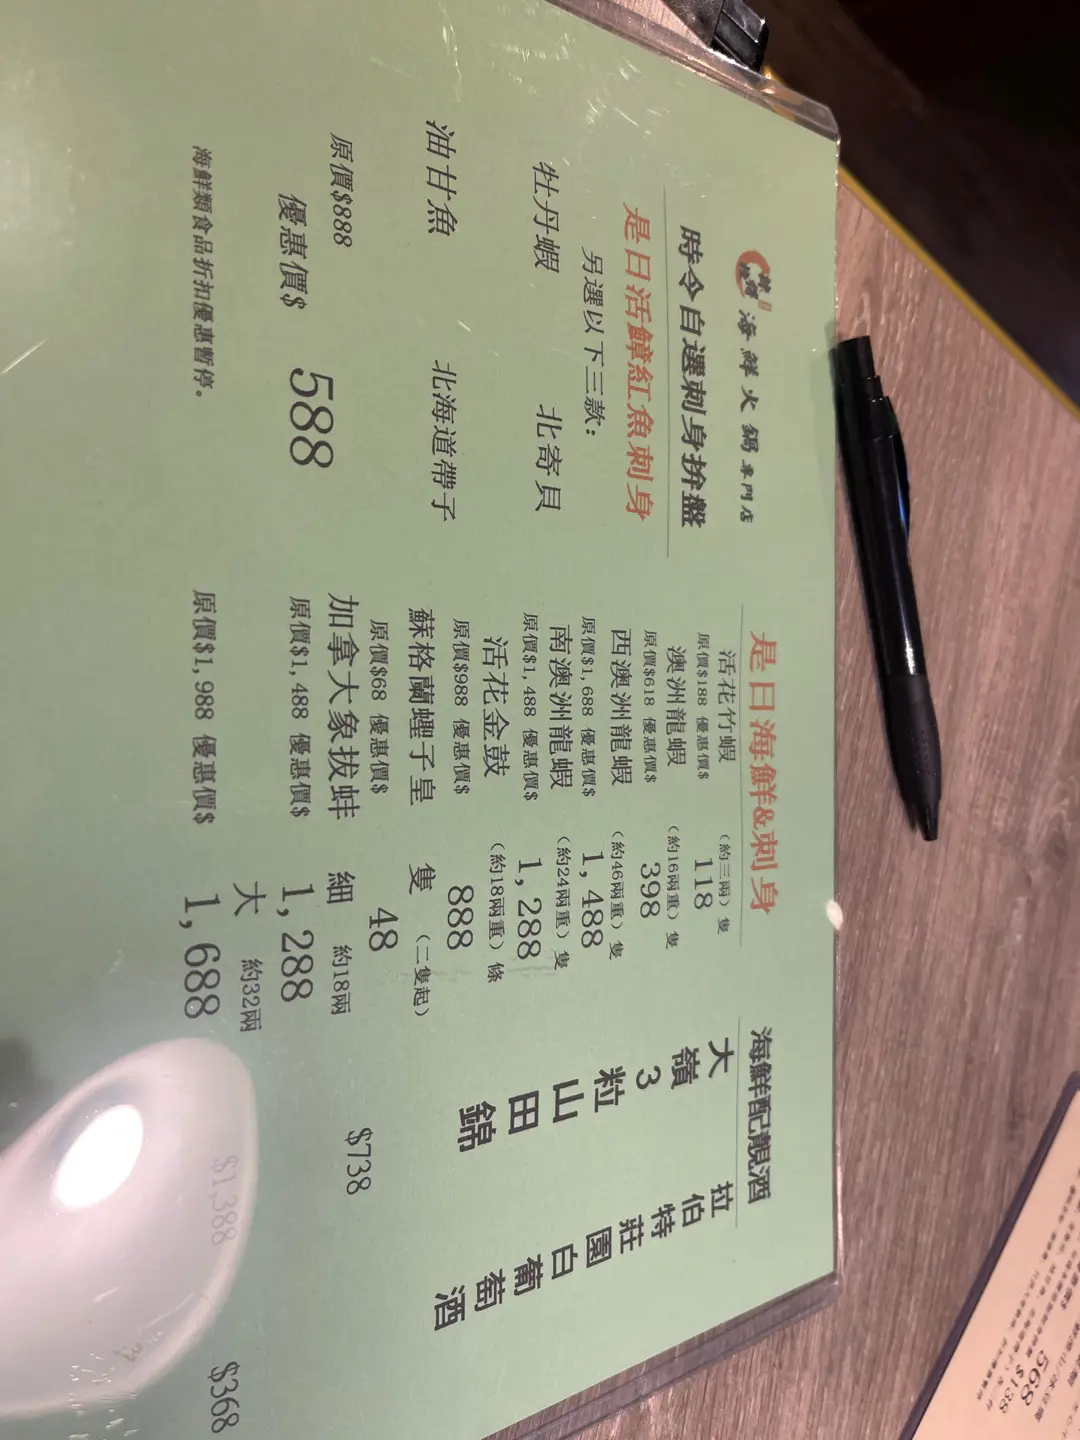 海鮮火鍋專門店
時令自選刺身拚盤
是日活鱆紅魚刺身
另選以下三款：
牡丹蝦 北寄貝
油甘魚 北海道帶子
原價$888
優惠價$ 588
海鮮類食品折扣優惠暫停。
是日海鮮&刺身
活花竹蝦 （約三兩）隻
原價$188 優惠價$ 118
澳洲龍蝦 （約16兩重）隻
原價$618 優惠價$ 398
西澳洲龍蝦 （約46兩重）隻
原價$1,688 優惠價$ 1,488
南澳洲龍蝦 （約24兩重）隻
原價$1,488 優惠價$ 1,288
活花金鼓 （約18兩重）條
原價$988 優惠價$ 888
蘇格蘭蟶子皇 隻 （二隻起）
原價$68 優惠價$ 48
加拿大象拔蚌 細 約18兩
原價$1,488 優惠價$ 1,288
大 約32兩
原價$1,988 優惠價$ 1,688
海鮮配靚酒
大嶺3粒山田錦
$738
$1,388
拉伯特莊園白葡萄酒
$368
568
$138